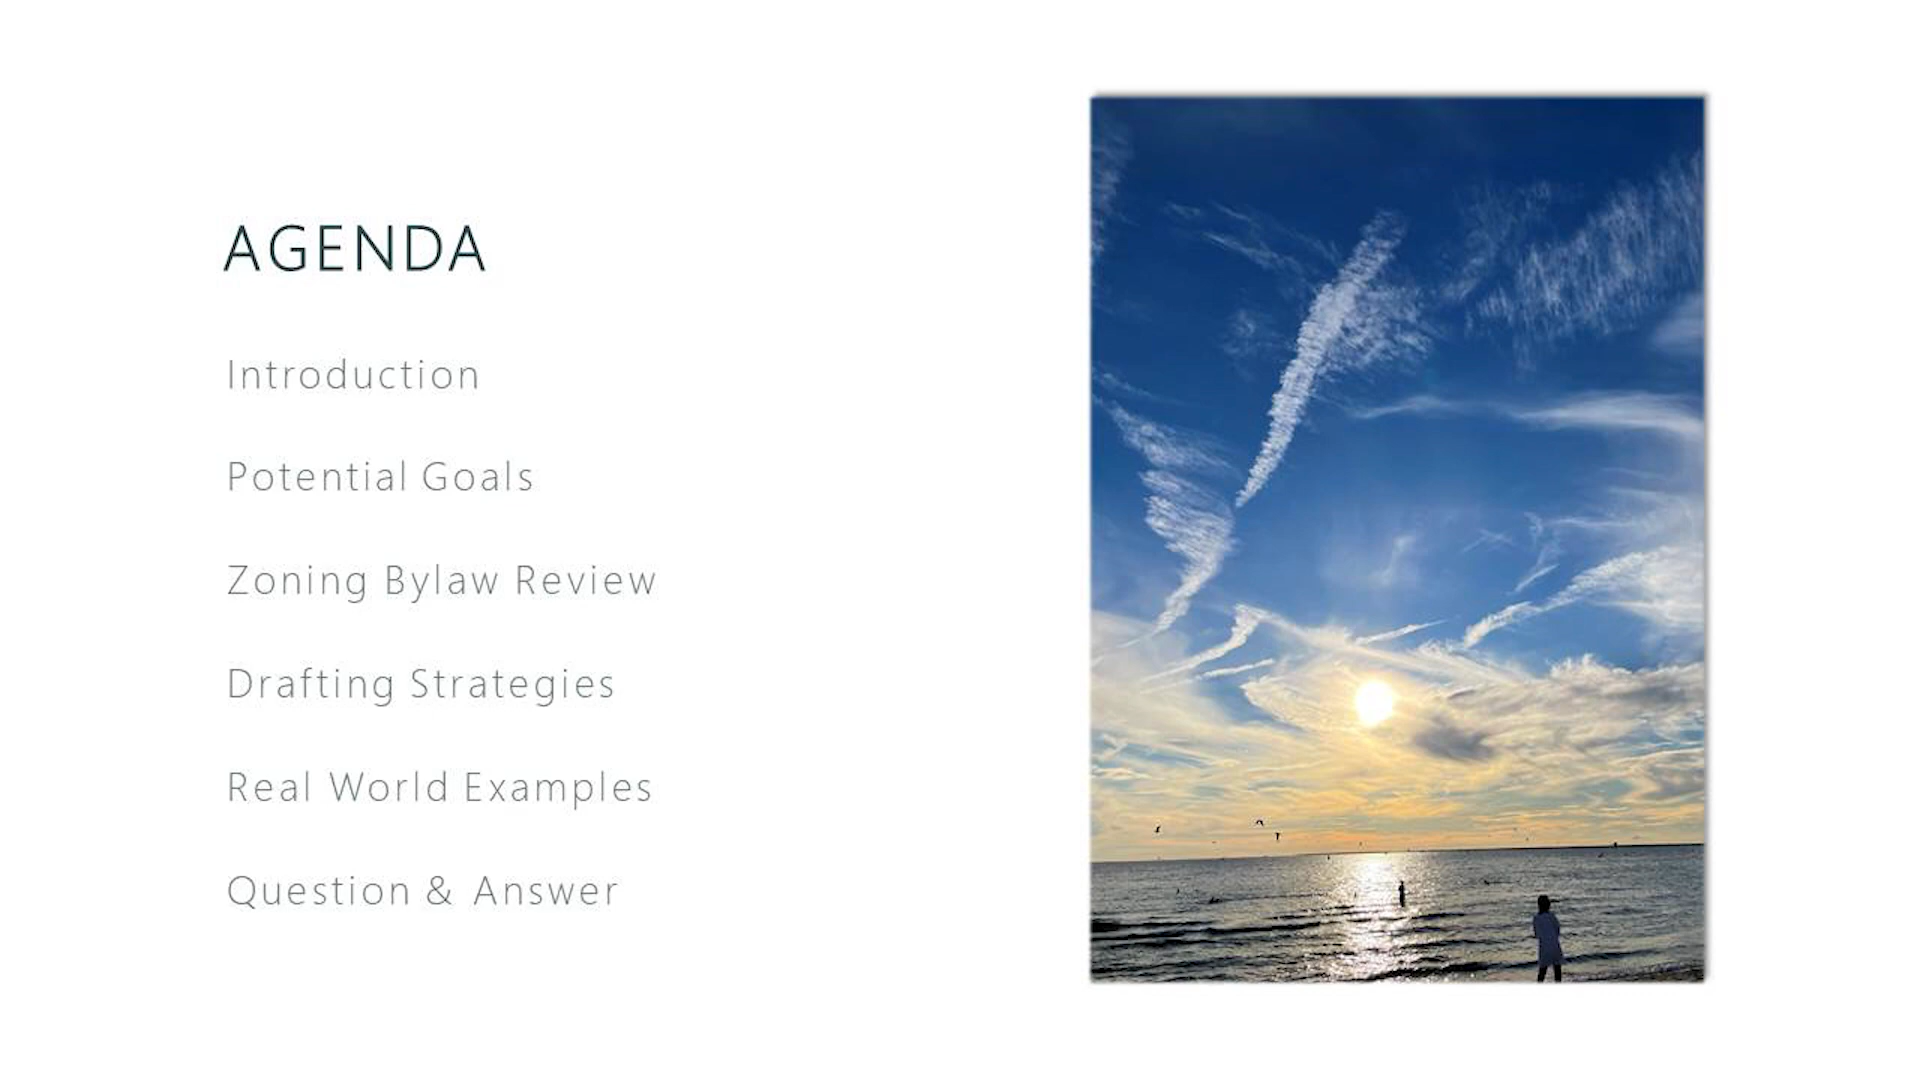 AGENDA
Introduction
Potential Goals
Zoning Bylaw Review
Drafting Strategies
Real World Examples
Question & Answer